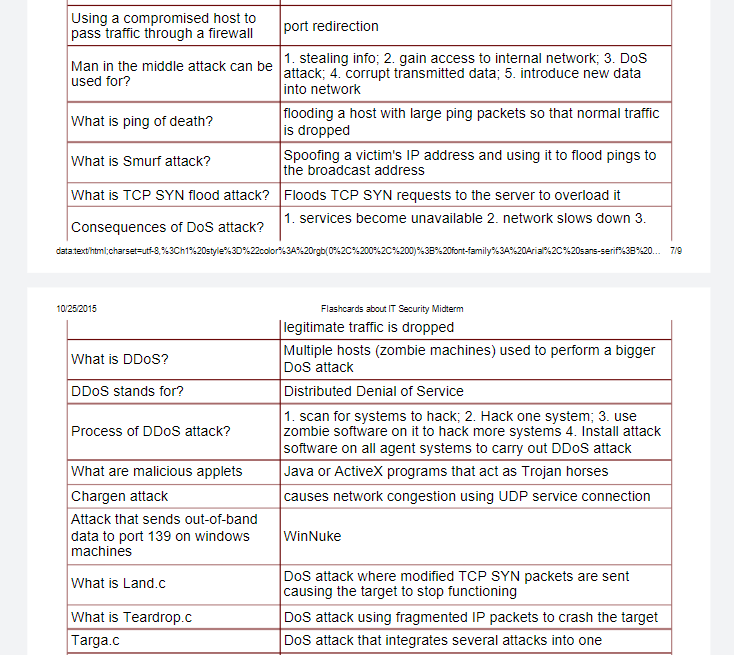 Using a compromised host to
pass traffic through a firewall
port redirection
Man in the middle attack can be
used for?
1. stealing info; 2. gain access to internal network; 3. DoS
attack; 4. corrupt transmitted data; 5. introduce new data
into network
What is ping of death?
flooding a host with large ping packets so that normal traffic
is dropped
What is Smurf attack?
Spoofing a victim's IP address and using it to flood pings to
the broadcast address
What is TCP SYN flood attack?
Floods TCP SYN requests to the server to overload it
Consequences of DoS attack?
1. services become unavailable 2. network slows down 3.
data:text/html;charset=utf-8,%3Ch1%20style%3D%22color%3A%20rgb(0%2C%200%2C%200)%3B%20font-family%3A%20Arial%2C%20sans-serif%3B%20... 7/9
10/25/2015
Flashcards about IT Security Midterm
legitimate traffic is dropped
What is DDoS?
Multiple hosts (zombie machines) used to perform a bigger
DoS attack
DDoS stands for?
Distributed Denial of Service
Process of DDoS attack?
1. scan for systems to hack; 2. Hack one system; 3. use
zombie software on it to hack more systems 4. Install attack
software on all agent systems to carry out DDoS attack
What are malicious applets
Java or ActiveX programs that act as Trojan horses
Chargen attack
causes network congestion using UDP service connection
Attack that sends out-of-band
data to port 139 on windows
machines
WinNuke
What is Land.c
DoS attack where modified TCP SYN packets are sent
causing the target to stop functioning
What is Teardrop.c
DoS attack using fragmented IP packets to crash the target
Targa.c
DoS attack that integrates several attacks into one